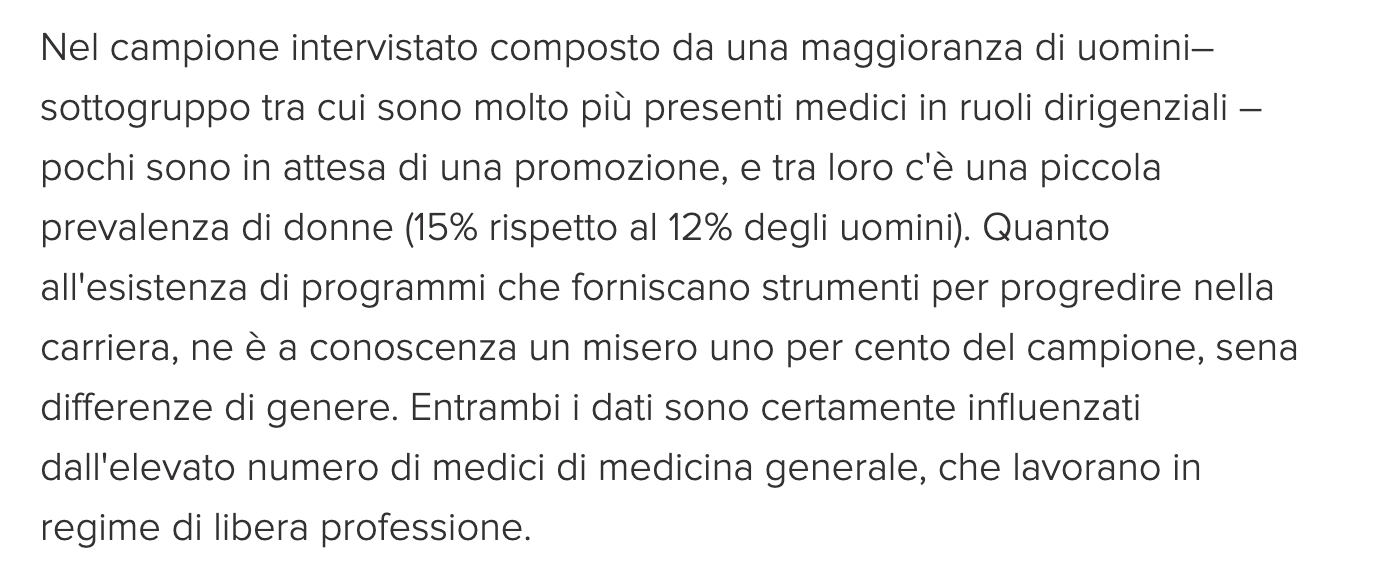 Nel campione intervistato composto da una maggioranza di uomini–
sottogruppo tra cui sono molto più presenti medici in ruoli dirigenziali –
pochi sono in attesa di una promozione, e tra loro c'è una piccola
prevalenza di donne (15% rispetto al 12% degli uomini). Quanto
all'esistenza di programmi che forniscano strumenti per progredire nella
carriera, ne è a conoscenza un misero uno per cento del campione, sena
differenze di genere. Entrambi i dati sono certamente influenzati
dall'elevato numero di medici di medicina generale, che lavorano in
regime di libera professione.